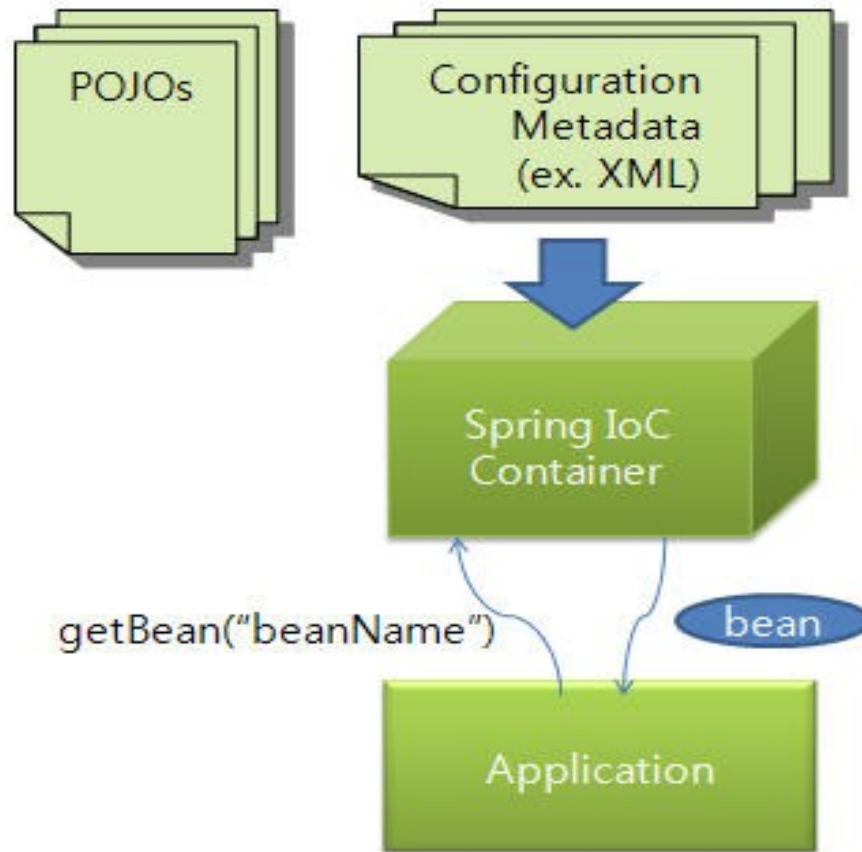 POJOs
Configuration
Metadata
(ex. XML)
Spring IoC
Container
getBean(“beanName”)
bean
Application